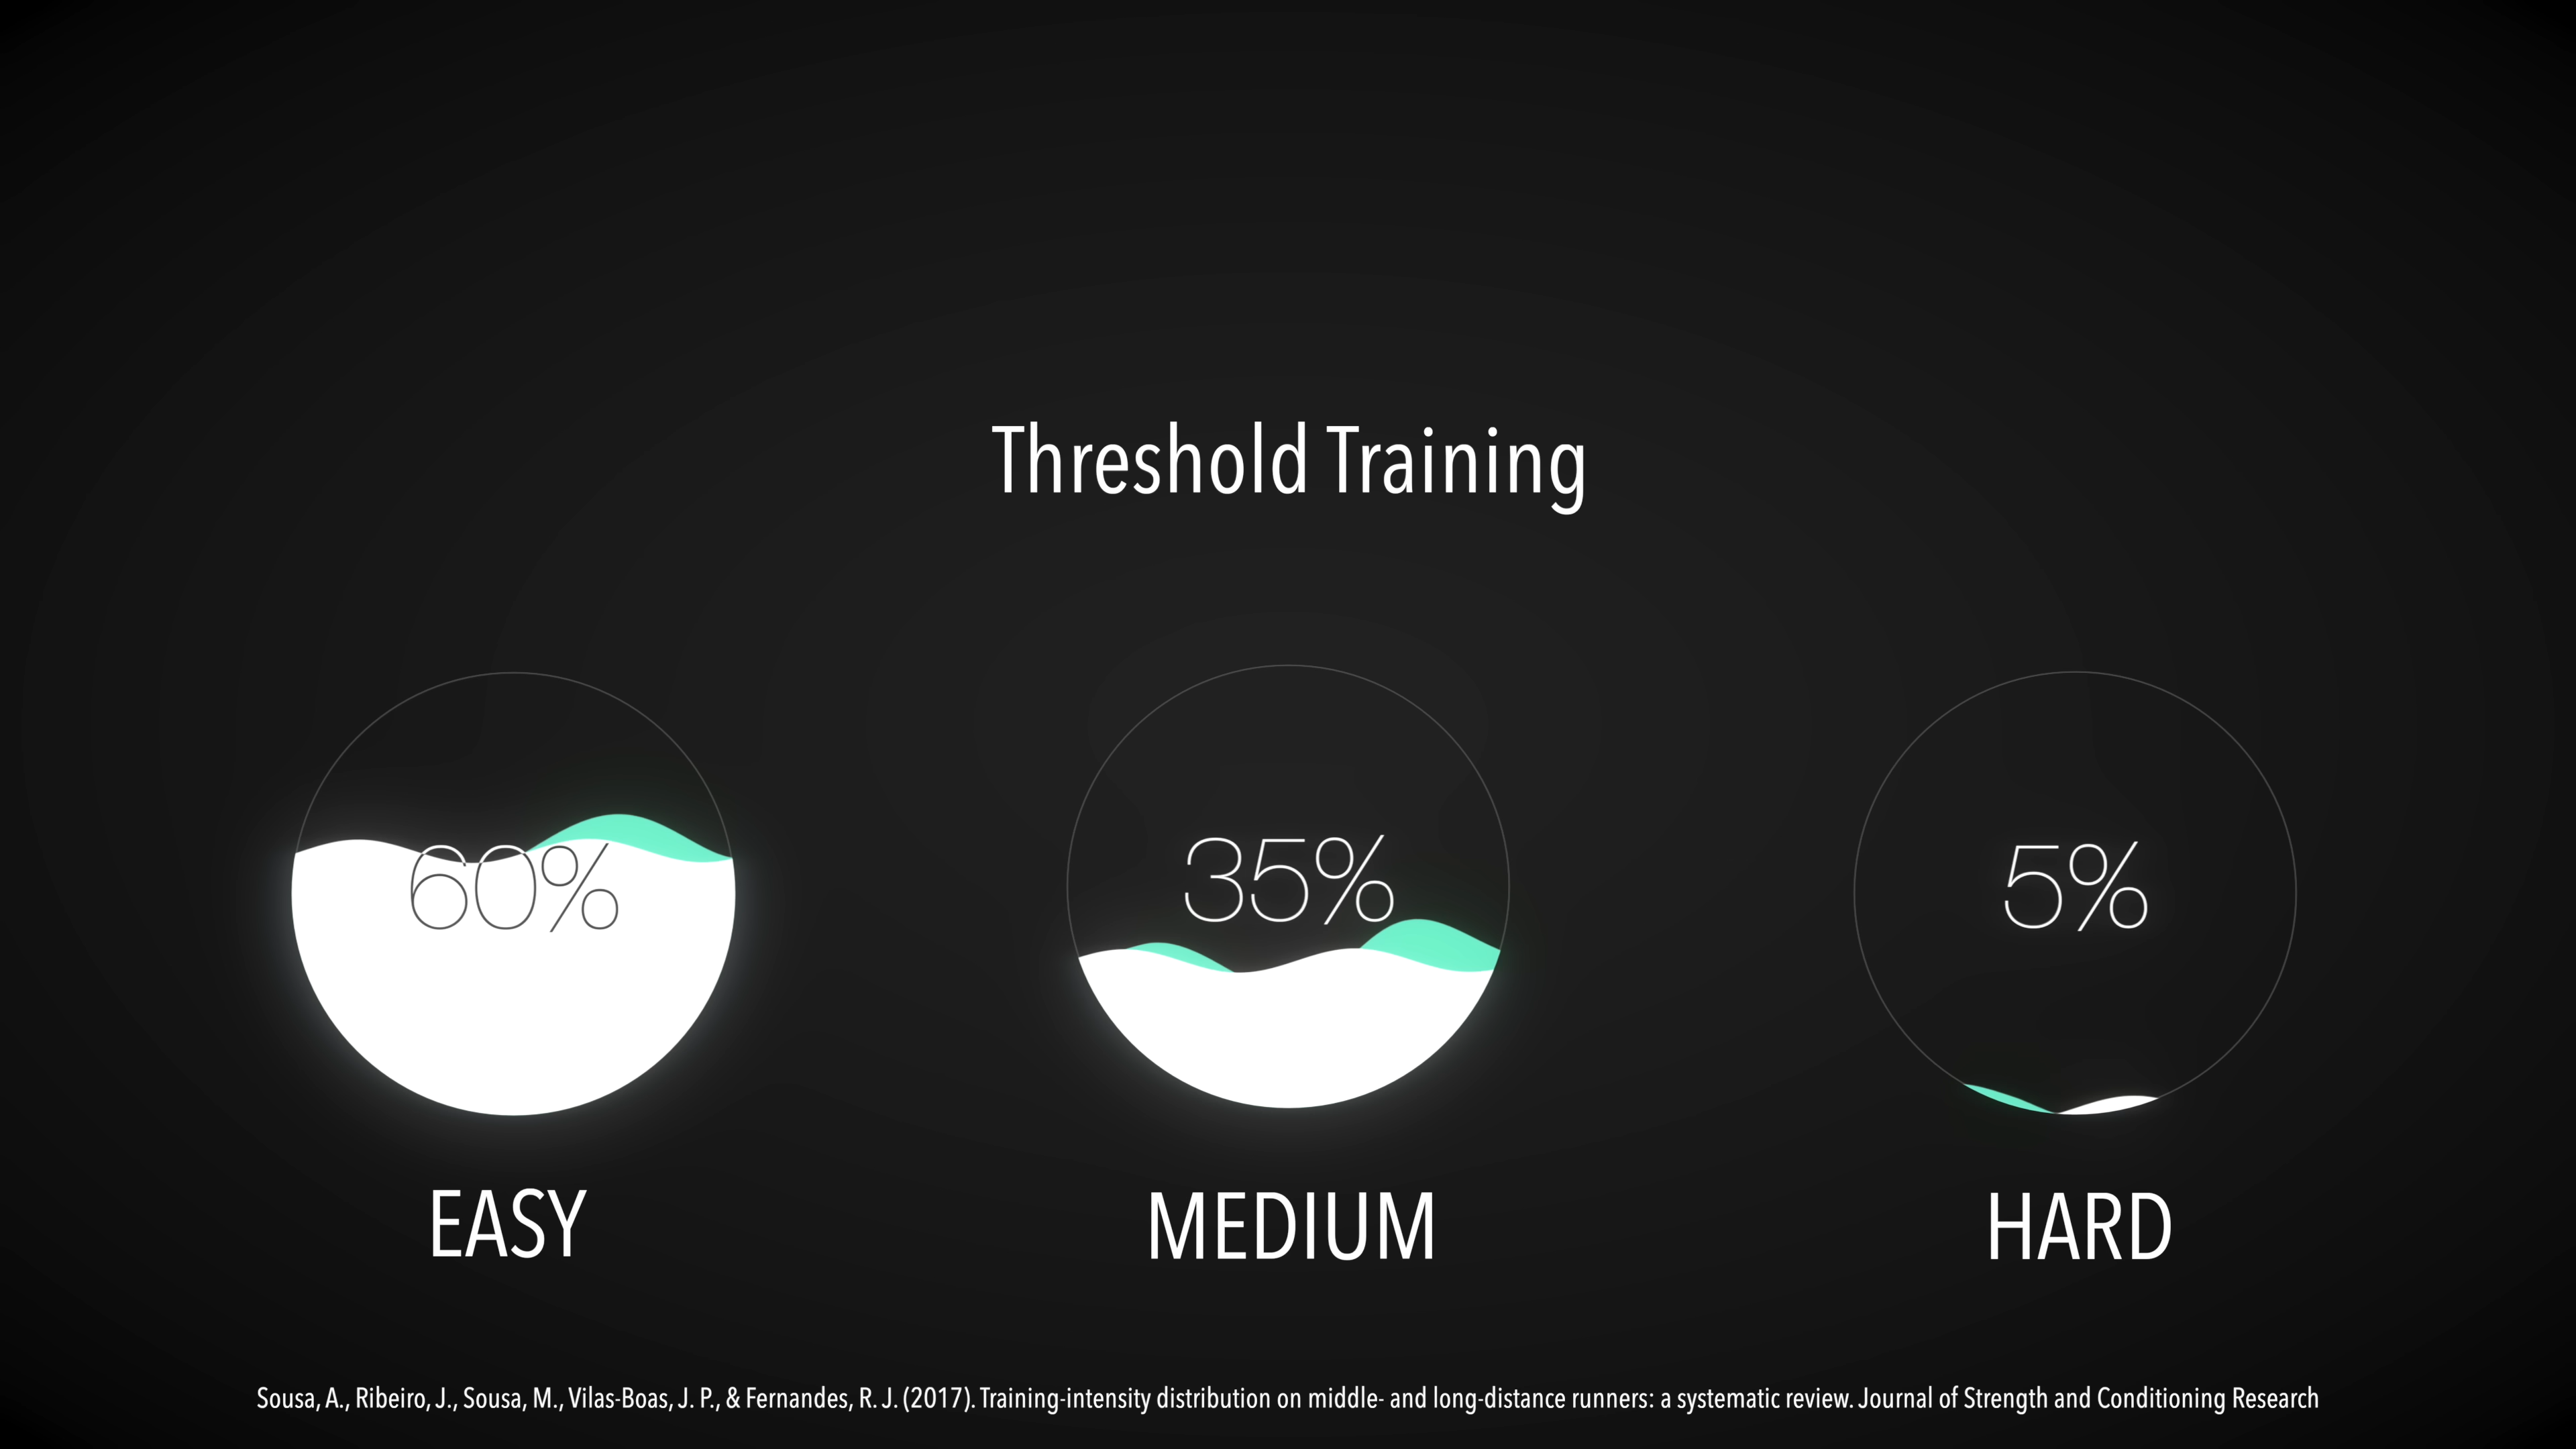 Threshold Training
60%
35%
5%
EASY
MEDIUM
HARD
Sousa, A., Ribeiro, J., Sousa, M., Vilas-Boas, J. P., & Fernandes, R. J. (2017). Training-intensity distribution on middle- and long-distance runners: a systematic review. Journal of Strength and Conditioning Research